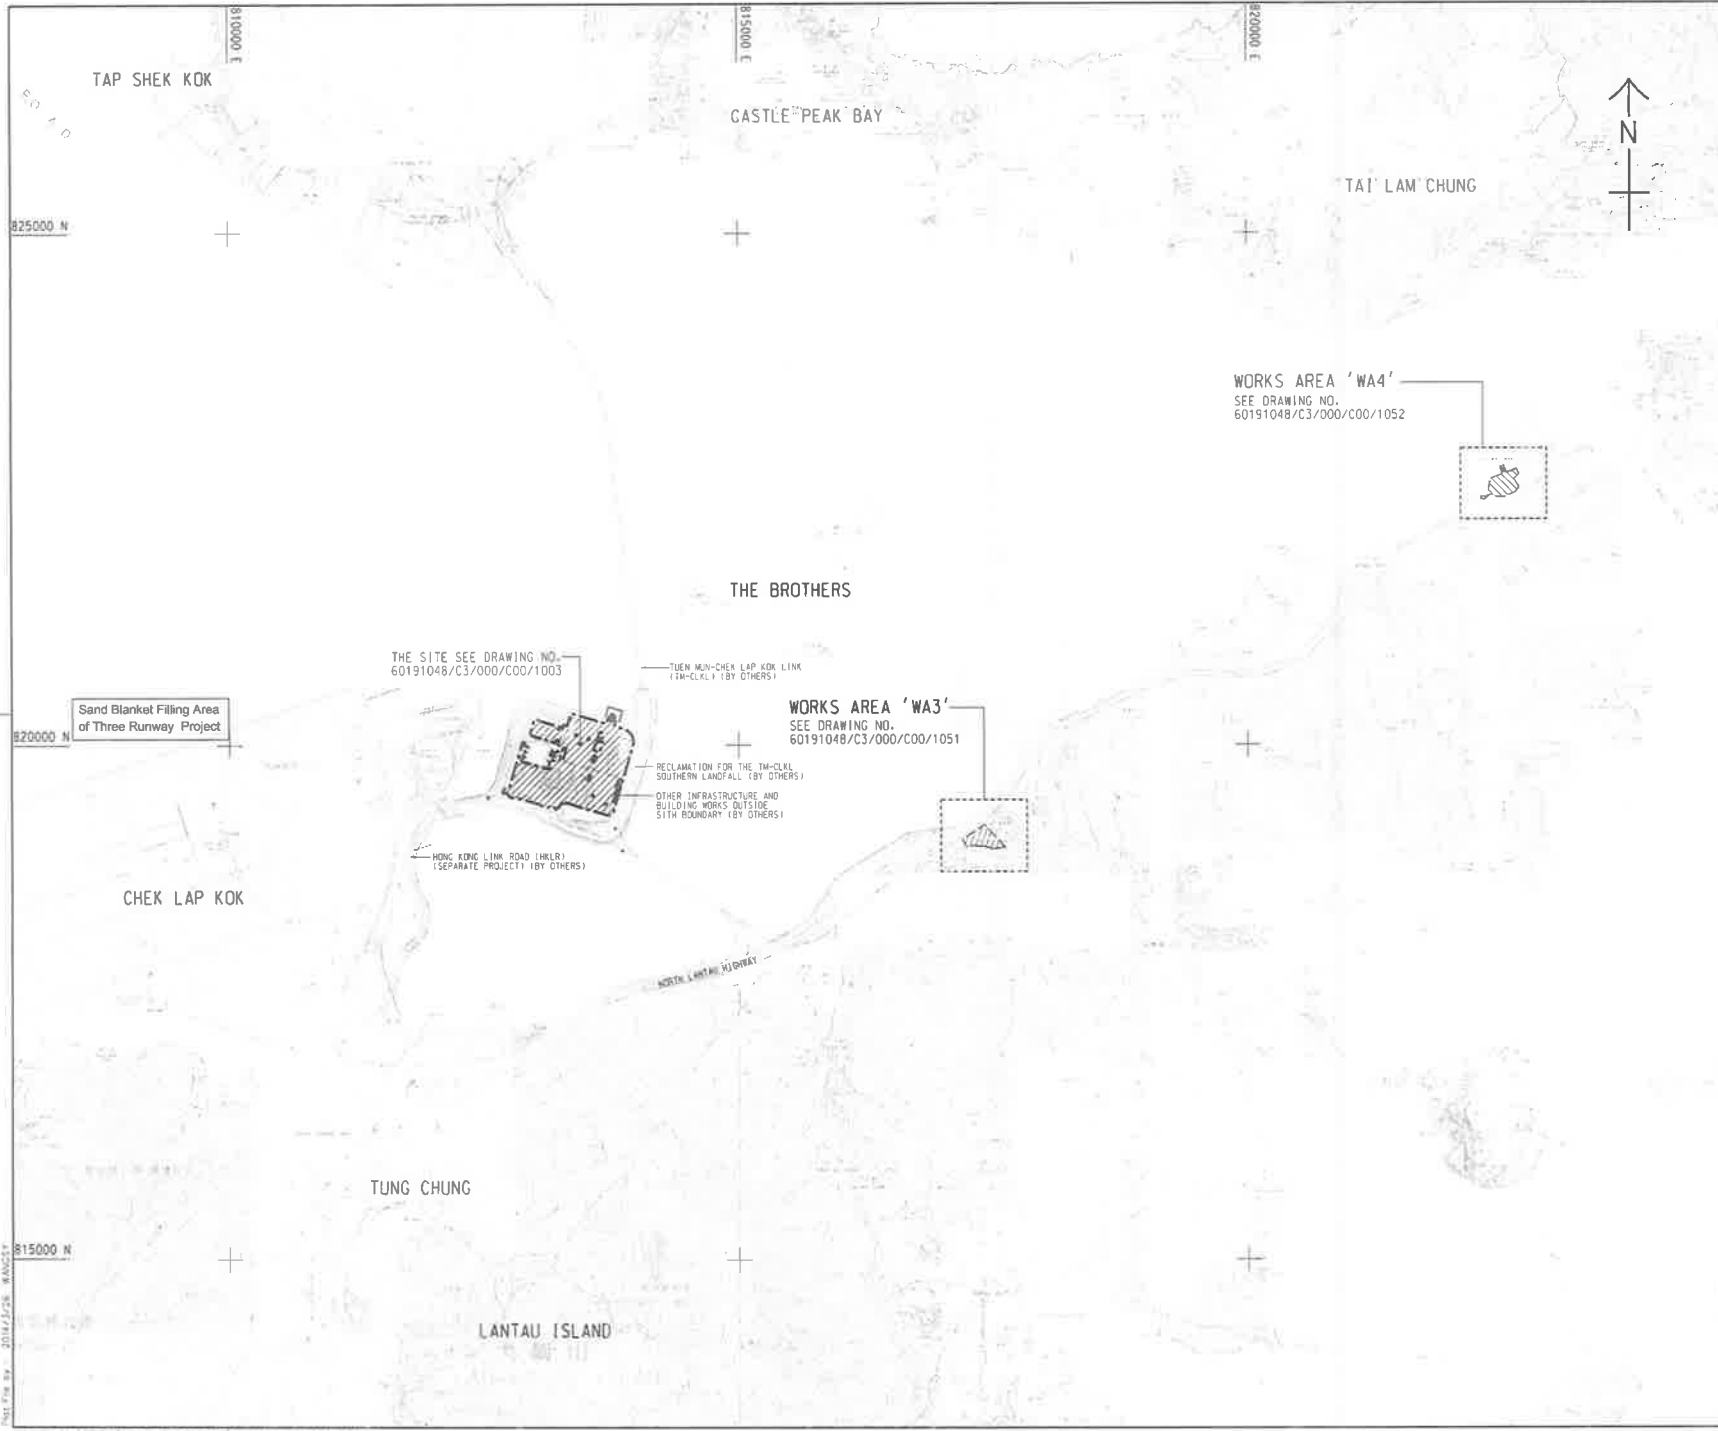 810000 E
815000 E
820000 E
TAP SHEK KOK
ROAD
CASTLE PEAK BAY
N
TAI LAM CHUNG
825000 N
WORKS AREA 'WA4'
SEE DRAWING NO.
60191048/C3/000/C00/1052
THE BROTHERS
THE SITE SEE DRAWING NO.
60191048/C3/000/C00/1003
TUEN MUN-CHEK LAP KOK LINK
(TM-CLKL) (BY OTHERS)
Sand Blanket Filling Area
of Three Runway Project
WORKS AREA 'WA3'
SEE DRAWING NO.
60191048/C3/000/C00/1051
820000 N
RECLAMATION FOR THE TM-CLKL
SOUTHERN LANDFALL (BY OTHERS)
OTHER INFRASTRUCTURE AND
BUILDING WORKS OUTSIDE
SITH BOUNDARY (BY OTHERS)
HONG KONG LINK ROAD (HKLR)
(SEPARATE PROJECT) (BY OTHERS)
CHEK LAP KOK
NORTH LANTAU HIGHWAY
TUNG CHUNG
815000 N
LANTAU ISLAND
2014/3/26 WANGSY